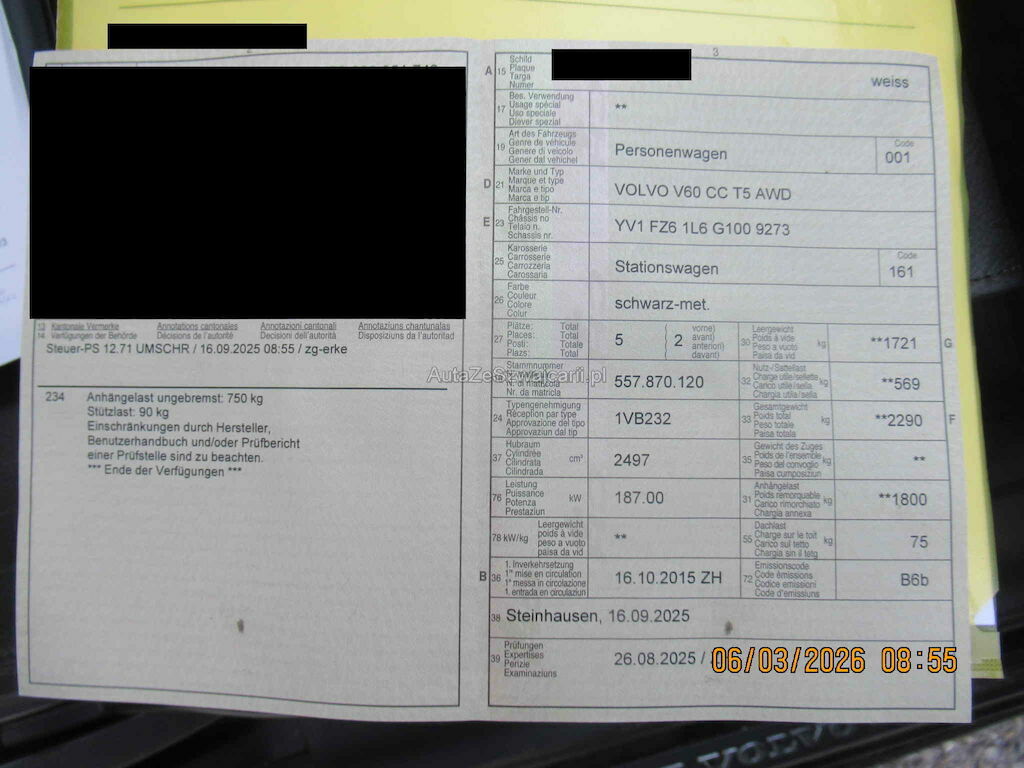 3
A 15 Schild
Plaque
Targa
Numer
weiss
17 Bes. Verwendung
Usage spécial
Uso speciale
Diever spezial
**
19 Art des Fahrzeugs
Genre de véhicule
Genere di veicolo
Gener dal vehichel
Personenwagen
Code
001
D 21 Marke und Typ
Marque et type
Marca e tipo
Marca e tip
VOLVO V60 CC T5 AWD
E 23 Fahrgestell-Nr.
Châssis no
Telaio n.
Schassis nr.
YV1 FZ6 1L6 G100 9273
25 Karosserie
Carrosserie
Carrozzeria
Carossaria
Stationswagen
Code
161
26 Farbe
Couleur
Colore
Colur
schwarz-met.
13 Kantonale Vermerke Annotations cantonales Annotazioni cantonali Annotaziuns chantunalas
14 Verfügungen der Behörde Décisions de l'autorité Decisioni dell'autorità Disposiziuns da l'autoritad
Steuer-PS 12.71 UMSCHR / 16.09.2025 08:55 / zg-erke
234 Anhängelast ungebremst: 750 kg
Stützlast: 90 kg
Einschränkungen durch Hersteller,
Benutzerhandbuch und/oder Prüfbericht
einer Prüfstelle sind zu beachten.
*** Ende der Verfügungen ***
27 Plätze: Total
Places: Total
Posti: Totale
Plazs: Total
5
( vorne)
( avant)
2 anteriori)
( davant)
30 Leergewicht
Poids à vide
Peso a vuoto
Paisa da vid
kg
**1721
G
Stammnummer
N. di matricola
Nr. da matricla
557.870.120
32 Nutz-/Sattellast
Charge utile/sellette
Carico utile/sella
Chargia utila/sella
kg
**569
AutaZeSzwajcarii.pl
24 Typengenehmigung
Réception par type
Approvazione del tipo
Approvaziun dal tip
1VB232
33 Gesamtgewicht
Poids total
Peso totale
Paisa totala
kg
**2290
F
37 Hubraum
Cylindrée
Cilindrata
Cilindrada
cm³
2497
35 Gewicht des Zuges
Poids de l'ensemble
Peso del convoglio
Paisa cumposiziun
kg
**
76 Leistung
Puissance
Potenza
Prestaziun
kW
187.00
31 Anhängelast
Poids remorquable
Carico rimorchiato
Chargia annexa
kg
**1800
78 kW/kg Leergewicht
poids à vide
peso a vuoto
paisa da vid
**
55 Dachlast
Charge sur le toit
Carico sul tetto
Chargia sin il tetg
kg
75
B 36 1. Inverkehrsetzung
1re mise en circulation
1a messa in circolazione
1. entrada en circulaziun
16.10.2015 ZH
72 Emissionscode
Code émissions
Codice emissioni
Code d'emissiuns
B6b
38 Steinhausen, 16.09.2025
39 Prüfungen
Expertises
Perizie
Examinaziuns
26.08.2025 /
06/03/2026 08:55
VOLVO